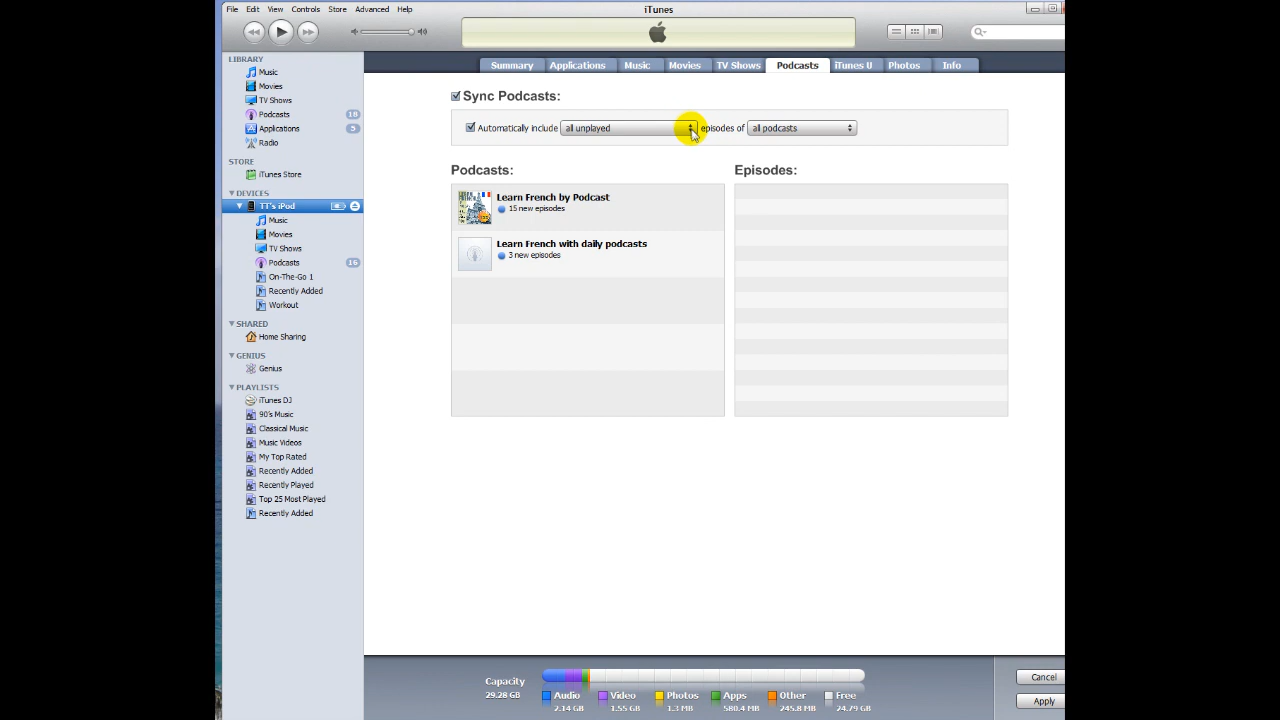 File Edit View Controls Store Advanced Help
iTunes
LIBRARY
Music
Movies
TV Shows
Podcasts 18
Applications 5
Radio
STORE
iTunes Store
DEVICES
TT's iPod
Music
Movies
TV Shows
Podcasts 16
On-The-Go 1
Recently Added
Workout
SHARED
Home Sharing
GENIUS
Genius
PLAYLISTS
iTunes DJ
90's Music
Classical Music
Music Videos
My Top Rated
Recently Added
Recently Played
Top 25 Most Played
Recently Added
Summary Applications Music Movies TV Shows Podcasts iTunes U Photos Info
Sync Podcasts:
Automatically include all unplayed episodes of all podcasts
Podcasts:
Learn French by Podcast
15 new episodes
Learn French with daily podcasts
3 new episodes
Episodes:
Capacity
29.28 GB
Audio
2.14 GB
Video
1.55 GB
Photos
1.3 MB
Apps
580.4 MB
Other
245.8 MB
Free
24.79 GB
Cancel
Apply